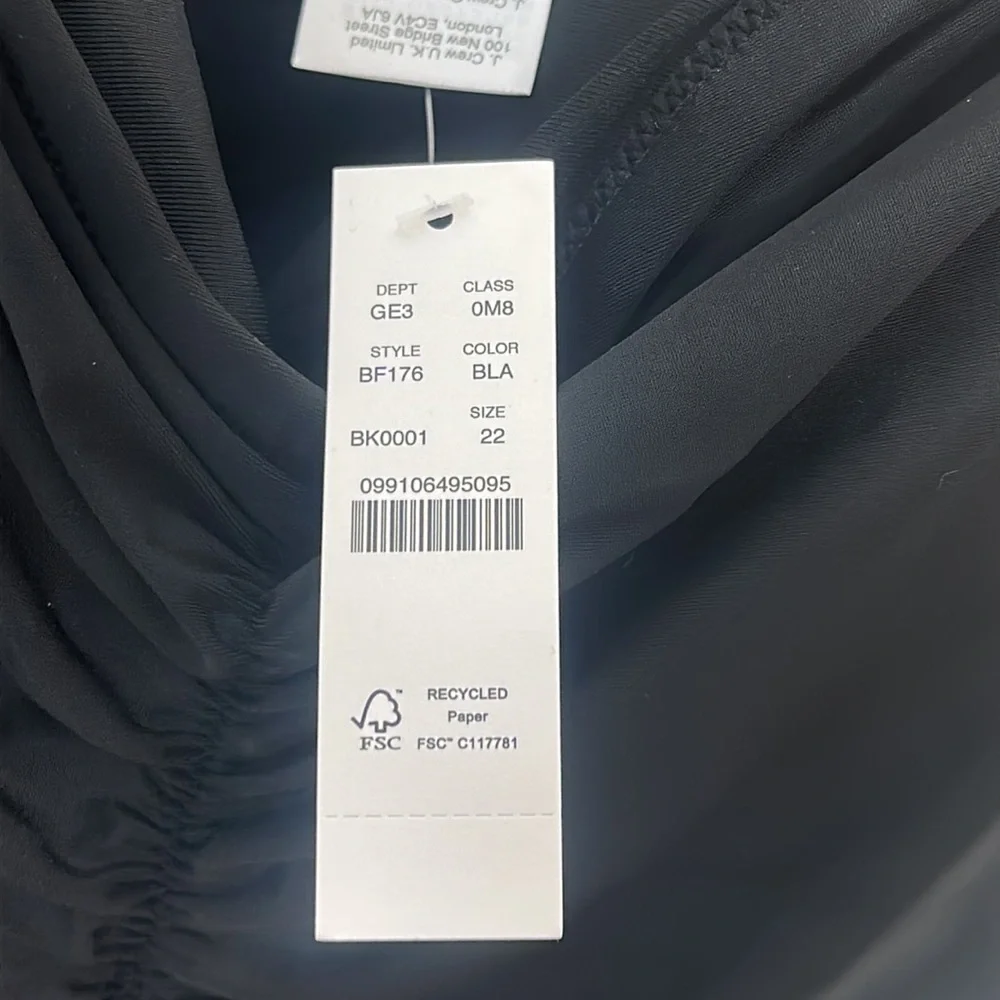 J. Crew U.K. Limited
100 New Bridge Street
London, EC4V 6JA
DEPT CLASS
GE3 0M8
STYLE COLOR
BF176 BLA
SIZE
BK0001 22
099106495095
RECYCLED
Paper
FSC™ FSC™ C117781